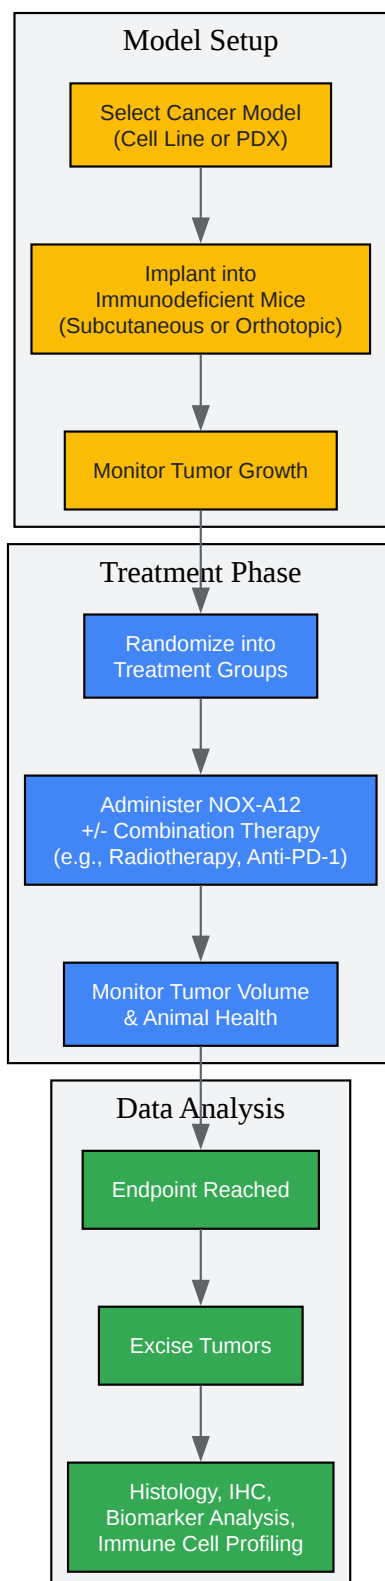 Model Setup
Select Cancer Model
(Cell Line or PDX)
Implant into
Immunodeficient Mice
(Subcutaneous or Orthotopic)
Monitor Tumor Growth
Treatment Phase
Randomize into
Treatment Groups
Administer NOX-A12
+/- Combination Therapy
(e.g., Radiotherapy, Anti-PD-1)
Monitor Tumor Volume
& Animal Health
Data Analysis
Endpoint Reached
Excise Tumors
Histology, IHC,
Biomarker Analysis,
Immune Cell Profiling